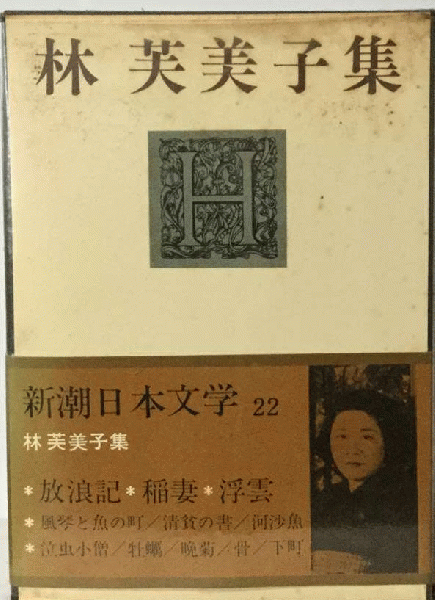 林 芙美子集
H
新潮日本文学 22
林芙美子集
*放浪記*稲妻*浮雲
*風琴と魚の町/清貧の書/河沙魚
*泣虫小僧/牡蠣/晩菊/骨/下町